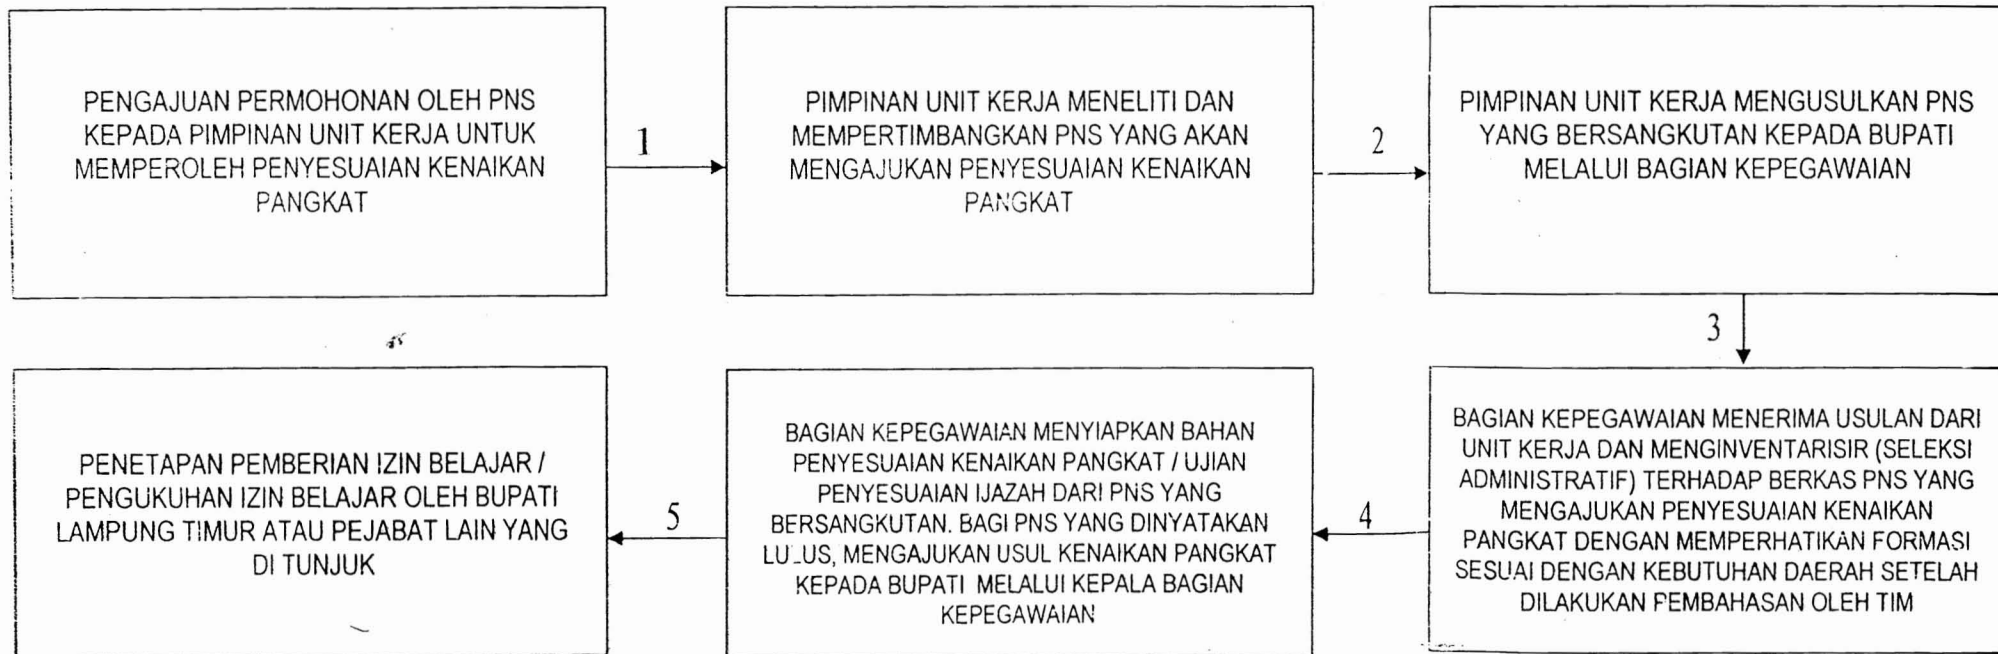 PENGAJUAN PERMOHONAN OLEH PNS
KEPADA PIMPINAN UNIT KERJA UNTUK
MEMPEROLEH PENYESUAIAN KENAIKAN
PANGKAT
1
PIMPINAN UNIT KERJA MENELITI DAN
MEMPERTIMBANGKAN PNS YANG AKAN
MENGAJUKAN PENYESUAIAN KENAIKAN
PANGKAT
2
PIMPINAN UNIT KERJA MENGUSULKAN PNS
YANG BERSANGKUTAN KEPADA BUPATI
MELALUI BAGIAN KEPEGAWAIAN
3
BAGIAN KEPEGAWAIAN MENERIMA USULAN DARI
UNIT KERJA DAN MENGINVENTARISIR (SELEKSI
ADMINISTRATIF) TERHADAP BERKAS PNS YANG
MENGAJUKAN PENYESUAIAN KENAIKAN
PANGKAT DENGAN MEMPERHATIKAN FORMASI
SESUAI DENGAN KEBUTUHAN DAERAH SETELAH
DILAKUKAN PEMBAHASAN OLEH TIM
4
BAGIAN KEPEGAWAIAN MENYIAPKAN BAHAN
PENYESUAIAN KENAIKAN PANGKAT / UJIAN
PENYESUAIAN IJAZAH DARI PNS YANG
BERSANGKUTAN. BAGI PNS YANG DINYATAKAN
LULUS, MENGAJUKAN USUL KENAIKAN PANGKAT
KEPADA BUPATI MELALUI KEPALA BAGIAN
KEPEGAWAIAN
5
PENETAPAN PEMBERIAN IZIN BELAJAR /
PENGUKUHAN IZIN BELAJAR OLEH BUPATI
LAMPUNG TIMUR ATAU PEJABAT LAIN YANG
DI TUNJUK